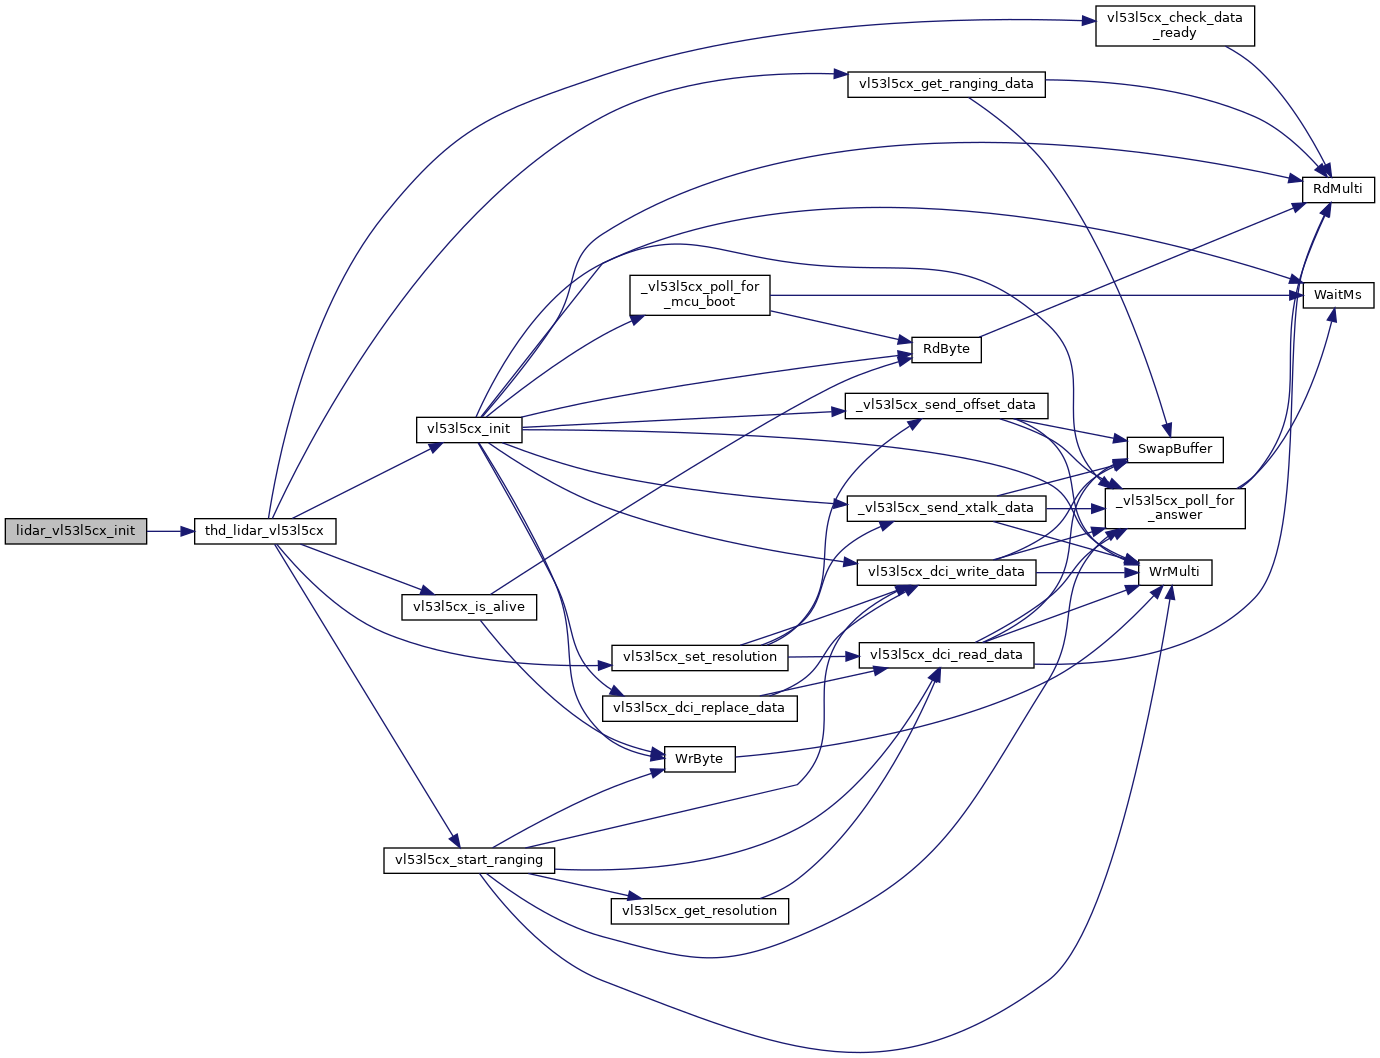 vl53l5cx_check_data
_ready
vl53l5cx_get_ranging_data
RdMulti
_vl53l5cx_poll_for
_mcu_boot
WaitMs
RdByte
_vl53l5cx_send_offset_data
vl53l5cx_init
SwapBuffer
_vl53l5cx_send_xtalk_data
_vl53l5cx_poll_for
_answer
lidar_vl53l5cx_init
thd_lidar_vl53l5cx
vl53l5cx_dci_write_data
WrMulti
vl53l5cx_is_alive
vl53l5cx_set_resolution
vl53l5cx_dci_read_data
vl53l5cx_dci_replace_data
WrByte
vl53l5cx_start_ranging
vl53l5cx_get_resolution